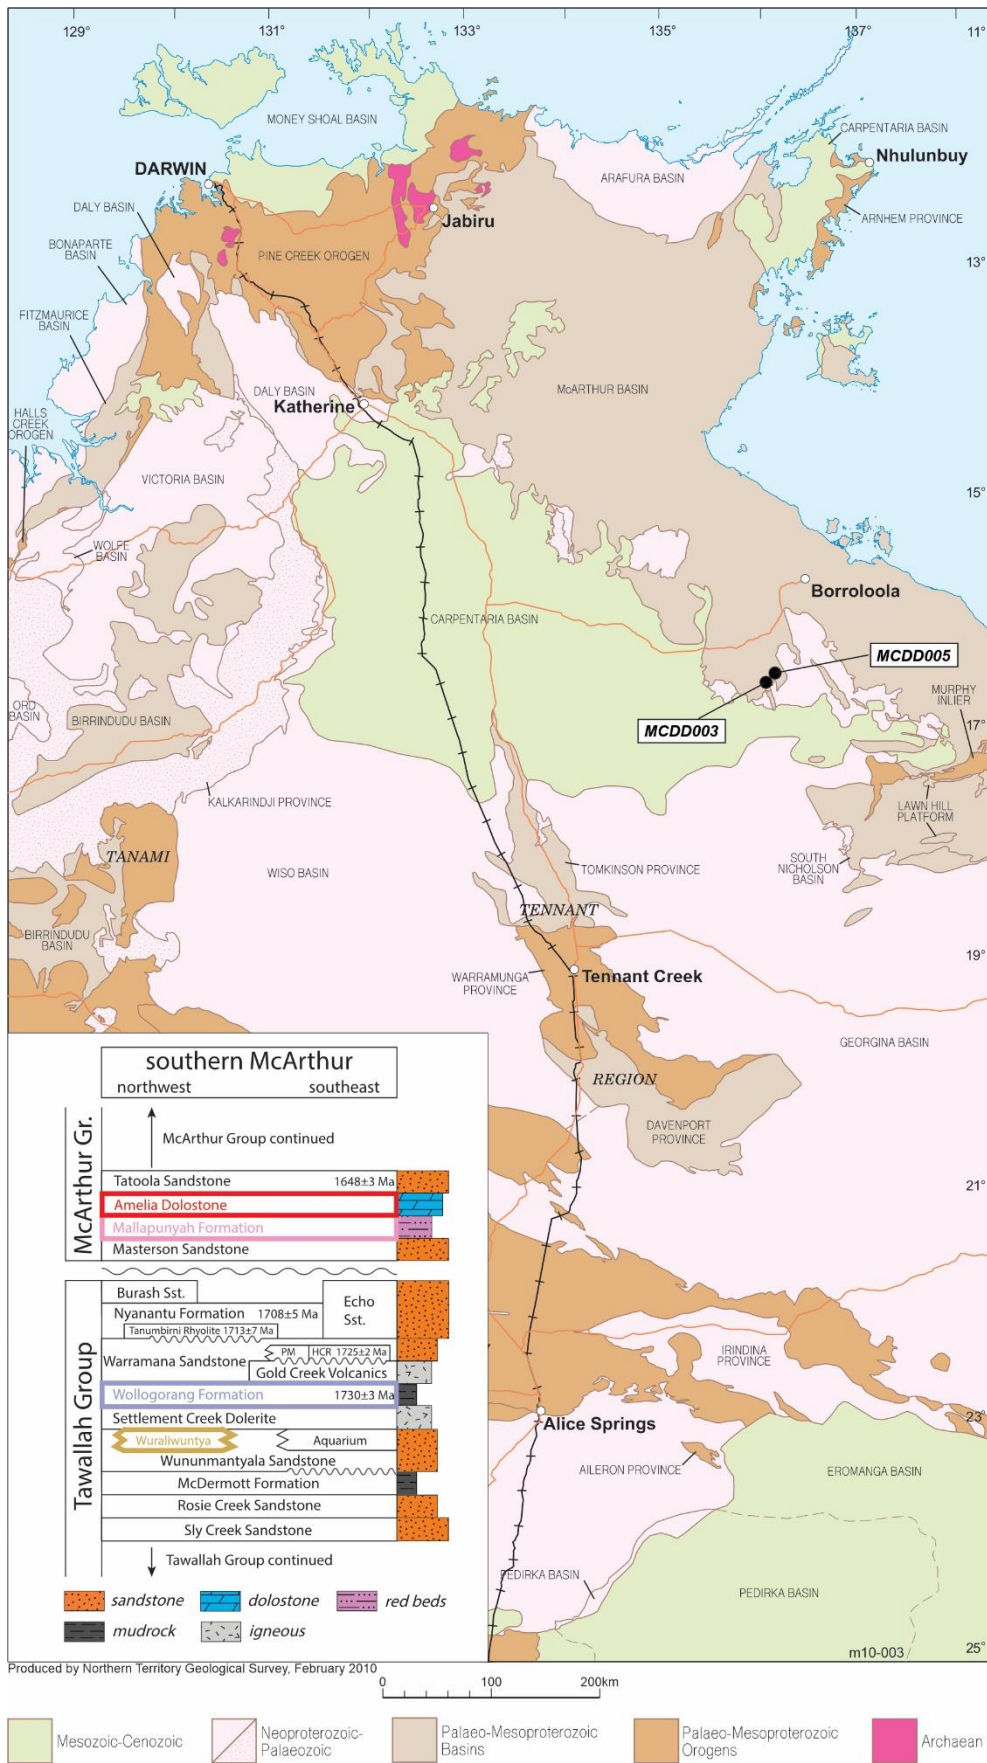 129°
131°
133°
135°
137°
11°
MONEY SHOAL BASIN
CARPENTARIA
BASIN
DARWIN
Nhulunbuy
ARAFURA BASIN
DALY BASIN
Jabiru
ARNHEM PROVINCE
BONAPARTE
BASIN
PINE CREEK OROGEN
13°
FITZMAURICE
BASIN
DALY BASIN
McARTHUR BASIN
Katherine
HALLS
CREEK
OROGEN
VICTORIA BASIN
15°
WOLFE
BASIN
Borroloola
CARPENTARIA BASIN
MCDD005
MURPHY
INLIER
ORD
BASIN
BIRRINDUDU BASIN
MCDD003
17°
KALKARINDJI PROVINCE
LAWN HILL
PLATFORM
TANAMI
WISO BASIN
TOMKINSON PROVINCE
SOUTH
NICHOLSON
BASIN
TENNANT
BIRRINDUDU
BASIN
19°
WARRAMUNGA
PROVINCE
Tennant Creek
GEORGINA BASIN
REGION
DAVENPORT
PROVINCE
21°
IRINDINA
PROVINCE
Alice Springs
23°
AILERON PROVINCE
EROMANGA BASIN
PEDIRKA BASIN
PEDIRKA BASIN
m10-003
25°
southern McArthur
northwest southeast
McArthur Gr.
McArthur Group continued
Tatoola Sandstone 1648±3 Ma
Amelia Dolostone
Mallapunyah Formation
Masterson Sandstone
Tawallah Group
Burash Sst.
Echo
Sst.
Nyanantu Formation 1708±5 Ma
Tanumbirni Rhyolite 1713±7 Ma
PM HCR 1725±2 Ma
Warramana Sandstone
Gold Creek Volcanics
Wollogorang Formation 1730±3 Ma
Settlement Creek Dolerite
Wuraliwuntya Aquarium
Wununmantyala Sandstone
McDermott Formation
Rosie Creek Sandstone
Sly Creek Sandstone
Tawallah Group continued
sandstone dolostone red beds
mudrock igneous
Produced by Northern Territory Geological Survey, February 2010
0 100 200km
Mesozoic-Cenozoic
Neoproterozoic-
Palaeozoic
Palaeo-Mesoproterozoic
Basins
Palaeo-Mesoproterozoic
Orogens
Archaean